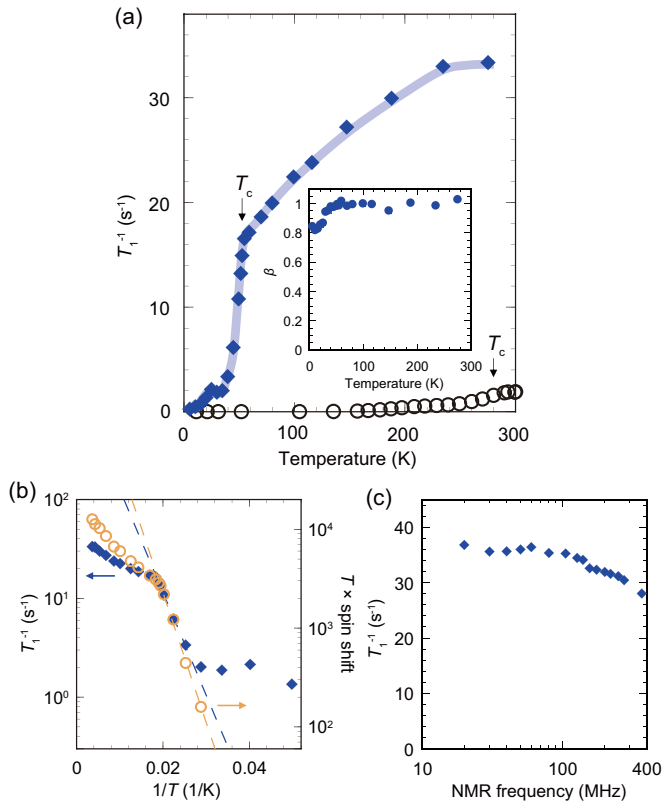 (a)
30
20
10
0
T₁⁻¹ (s⁻¹)
T_c
1
0.8
0.6
0.4
0.2
0
β
0 100 200 300
Temperature (K)
T_c
0 100 200 300
Temperature (K)
(b)
10²
10¹
10⁰
T₁⁻¹ (s⁻¹)
10⁴
10³
10²
T × spin shift
0 0.02 0.04
1/T (1/K)
(c)
40
30
20
10
0
T₁⁻¹ (s⁻¹)
10 100 400
NMR frequency (MHz)